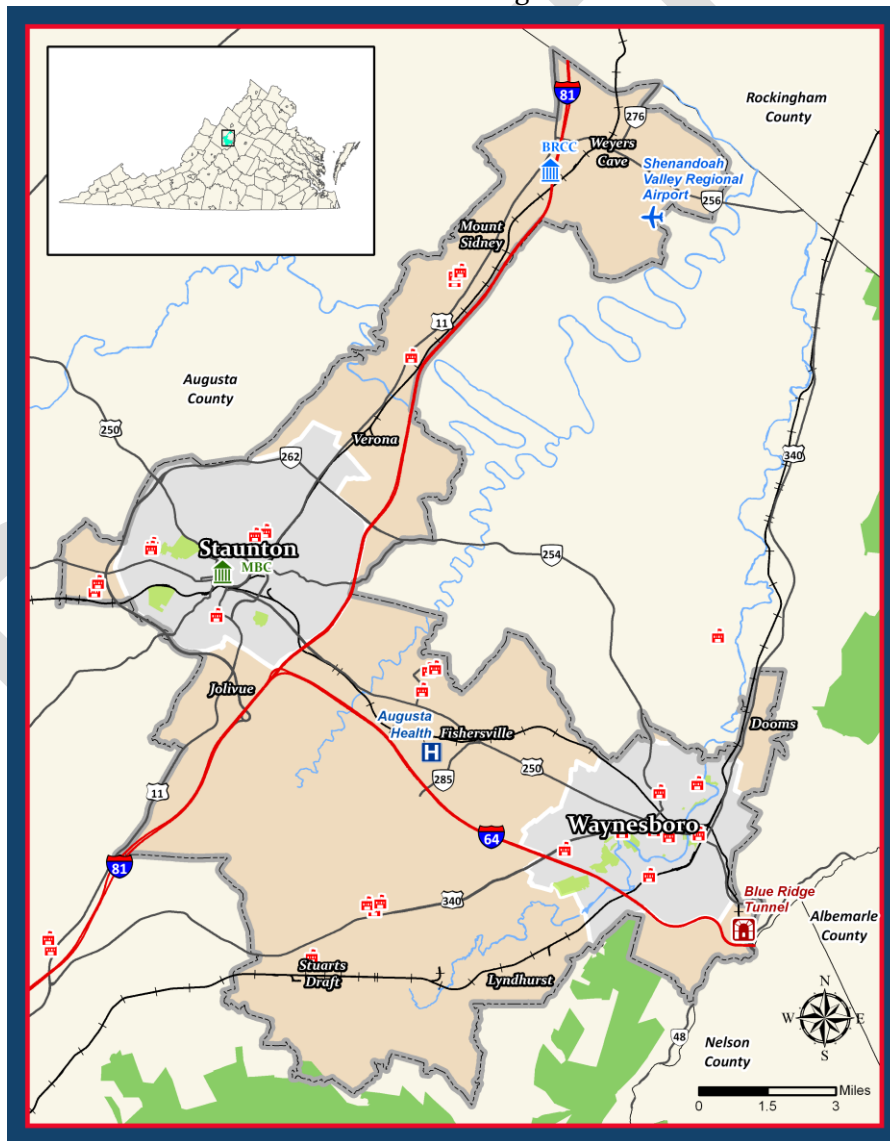 81
Rockingham
County
276
Weyers
Cave
BRCC
Shenandoah
Valley Regional
Airport
256
Mount
Sidney
11
Augusta
County
250
Verona
262
340
Staunton
MBC
254
Jolivue
Augusta
Health
H
Fishersville
Dooms
285
250
11
64
Waynesboro
81
340
Blue Ridge
Tunnel
Albemarle
County
Stuarts
Draft
Lyndhurst
N
W
E
S
48
Nelson
County
Miles
0
1.5
3